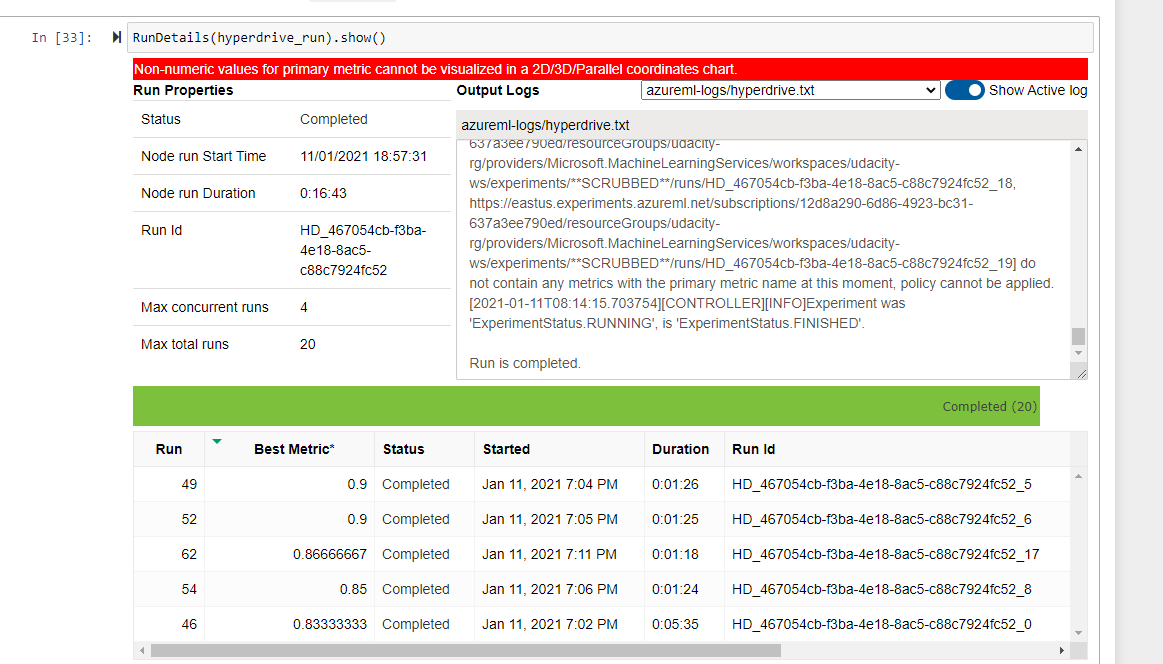 In [33]:
RunDetails(hyperdrive_run).show()
Non-numeric values for primary metric cannot be visualized in a 2D/3D/Parallel coordinates chart.
Run Properties
Status Completed
Node run Start Time 11/01/2021 18:57:31
Node run Duration 0:16:43
Run Id HD_467054cb-f3ba-
4e18-8ac5-
c88c7924fc52
Max concurrent runs 4
Max total runs 20
Output Logs azureml-logs/hyperdrive.txt Show Active log
azureml-logs/hyperdrive.txt
637a3ee790ed/resourceGroups/udacity-
rg/providers/Microsoft.MachineLearningServices/workspaces/udacity-
ws/experiments/**SCRUBBED**/runs/HD_467054cb-f3ba-4e18-8ac5-c88c7924fc52_18,
https://eastus.experiments.azureml.net/subscriptions/12d8a290-6d86-4923-bc31-
637a3ee790ed/resourceGroups/udacity-
rg/providers/Microsoft.MachineLearningServices/workspaces/udacity-
ws/experiments/**SCRUBBED**/runs/HD_467054cb-f3ba-4e18-8ac5-c88c7924fc52_19] do
not contain any metrics with the primary metric name at this moment, policy cannot be applied.
[2021-01-11T08:14:15.703754][CONTROLLER][INFO]Experiment was
'ExperimentStatus.RUNNING', is 'ExperimentStatus.FINISHED'.
Run is completed.
Completed (20)
Run Best Metric* Status Started Duration Run Id
49 0.9 Completed Jan 11, 2021 7:04 PM 0:01:26 HD_467054cb-f3ba-4e18-8ac5-c88c7924fc52_5
52 0.9 Completed Jan 11, 2021 7:05 PM 0:01:25 HD_467054cb-f3ba-4e18-8ac5-c88c7924fc52_6
62 0.86666667 Completed Jan 11, 2021 7:11 PM 0:01:18 HD_467054cb-f3ba-4e18-8ac5-c88c7924fc52_17
54 0.85 Completed Jan 11, 2021 7:06 PM 0:01:24 HD_467054cb-f3ba-4e18-8ac5-c88c7924fc52_8
46 0.83333333 Completed Jan 11, 2021 7:02 PM 0:05:35 HD_467054cb-f3ba-4e18-8ac5-c88c7924fc52_0